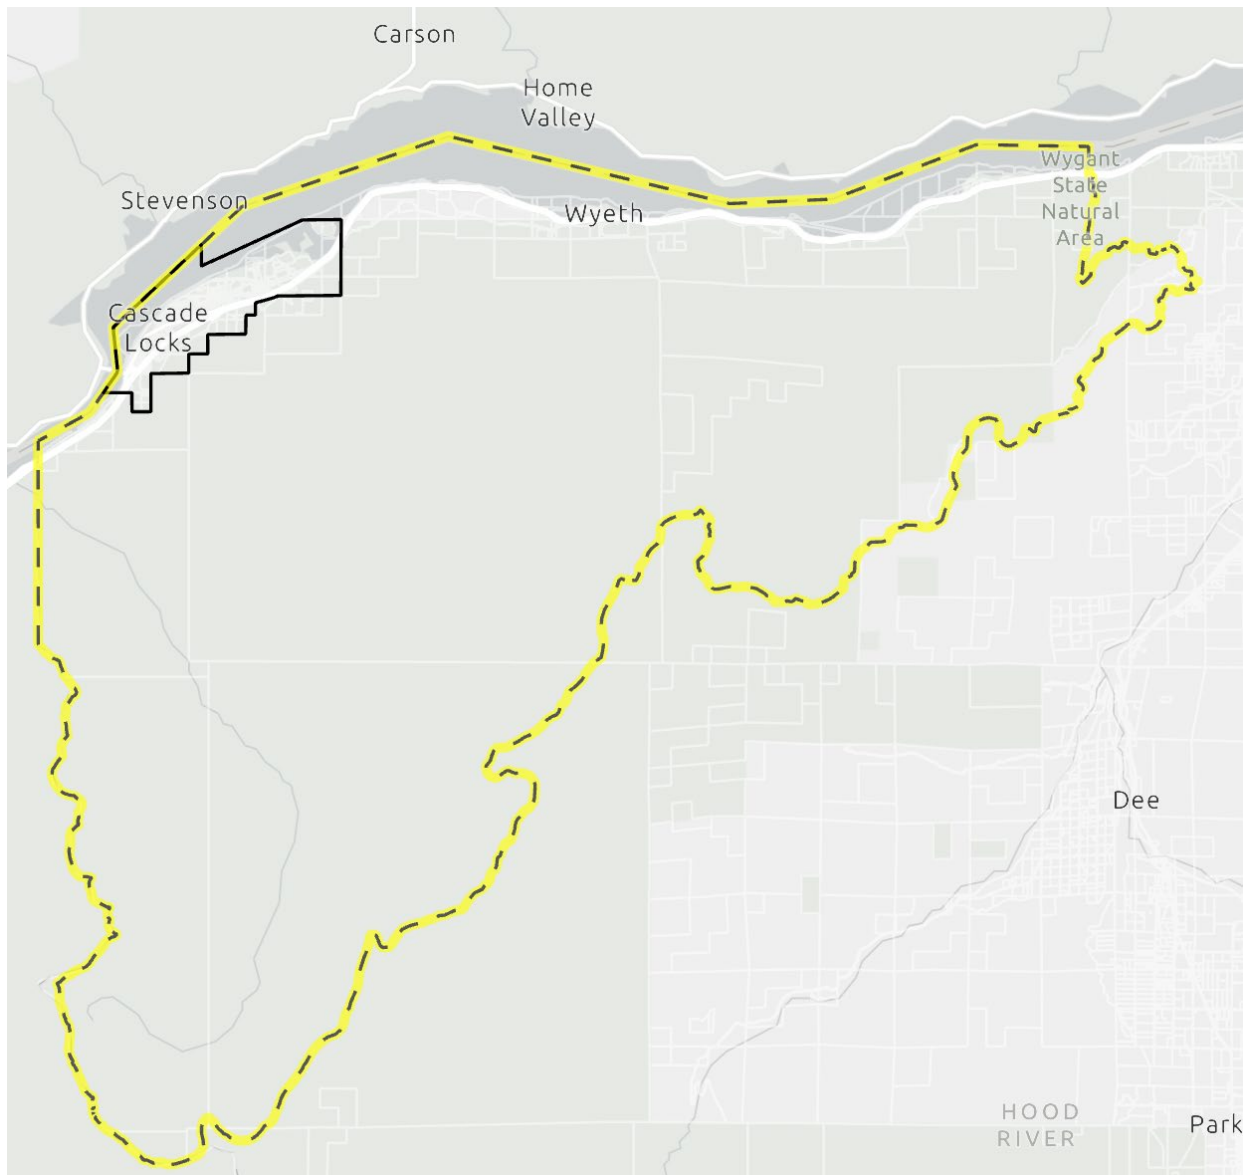 Carson
Home
Valley
Wygant
State
Natural
Area
Stevenson
Wyeth
Cascade
Locks
Dee
HOOD
RIVER
Park